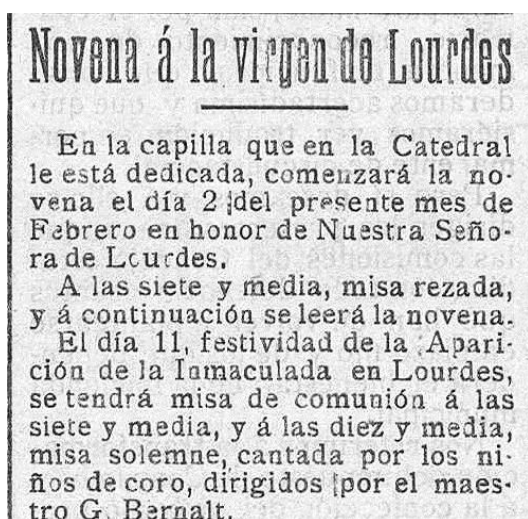 Novena á la virgen de Lourdes
En la capilla que en la Catedral
le está dedicada, comenzará la no-
vena el día 2 del presente mes de
Febrero en honor de Nuestra Seño-
ra de Lourdes.
A las siete y media, misa rezada,
y á continuación se leerá la novena.
El día 11, festividad de la Apari-
ción de la Inmaculada en Lourdes,
se tendrá misa de comunión á las
siete y media, y á las diez y media,
misa solemne, cantada por los ni-
ños de coro, dirigidos por el maes-
tro G. Bernalt.